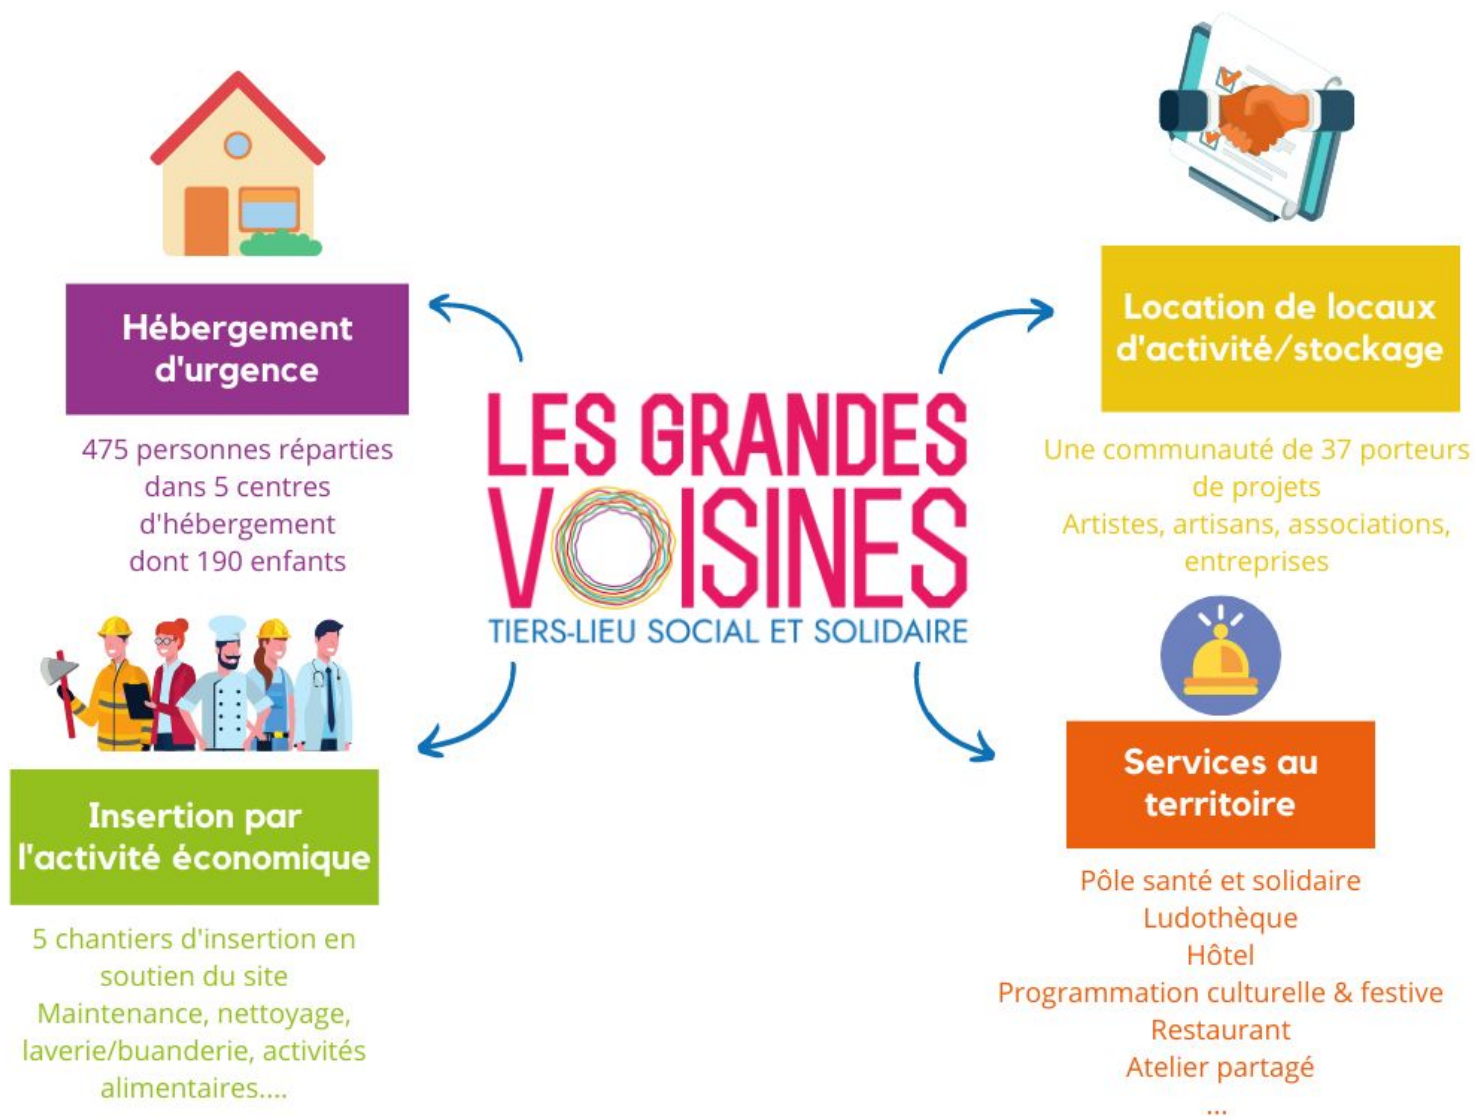 Hébergement
d'urgence
475 personnes réparties
dans 5 centres
d'hébergement
dont 190 enfants
Location de locaux
d'activité/stockage
Une communauté de 37 porteurs
de projets
Artistes, artisans, associations,
entreprises
LES GRANDES
VOISINES
TIERS-LIEU SOCIAL ET SOLIDAIRE
Insertion par
l'activité économique
5 chantiers d'insertion en
soutien du site
Maintenance, nettoyage,
laverie/buanderie, activités
alimentaires....
Services au
territoire
Pôle santé et solidaire
Ludothèque
Hôtel
Programmation culturelle & festive
Restaurant
Atelier partagé
...